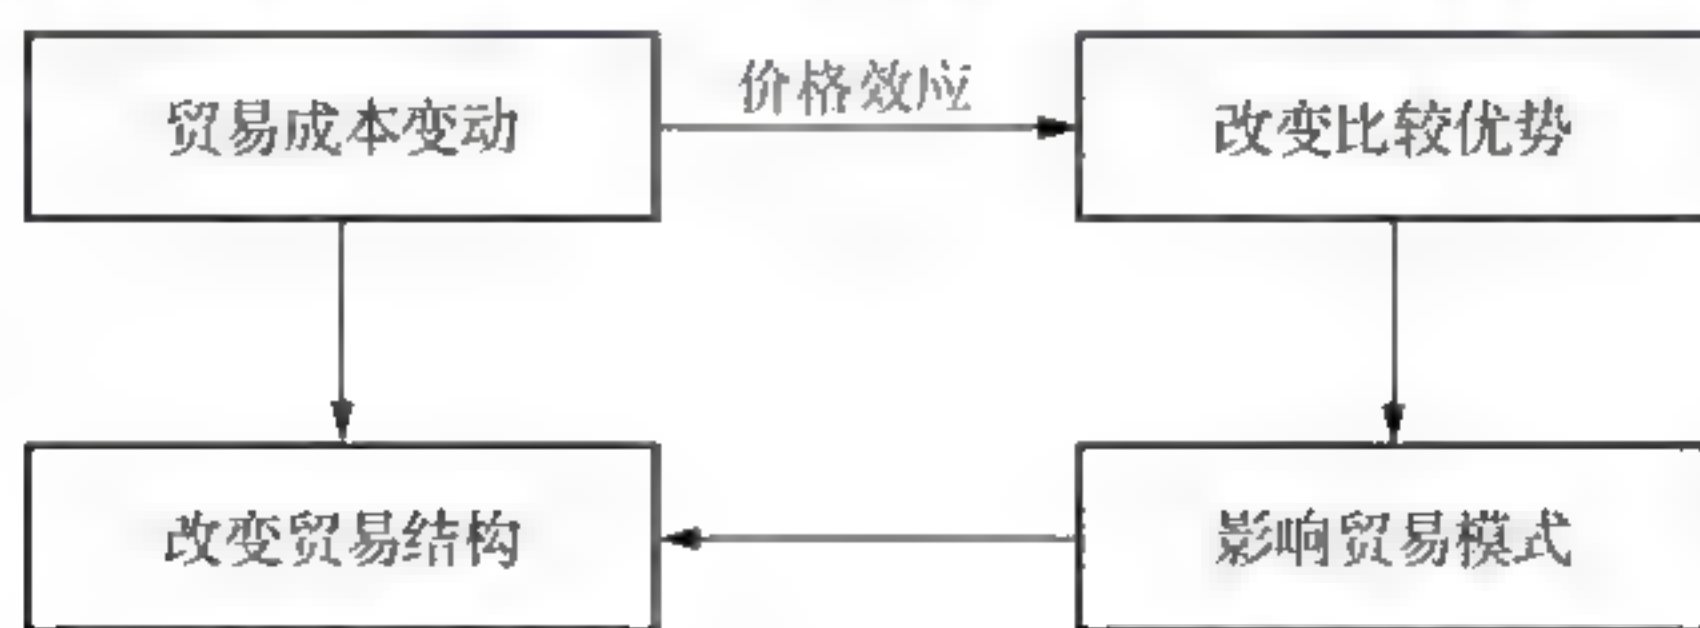 价格效应
贸易成本变动
改变比较优势
改变贸易结构
影响贸易模式